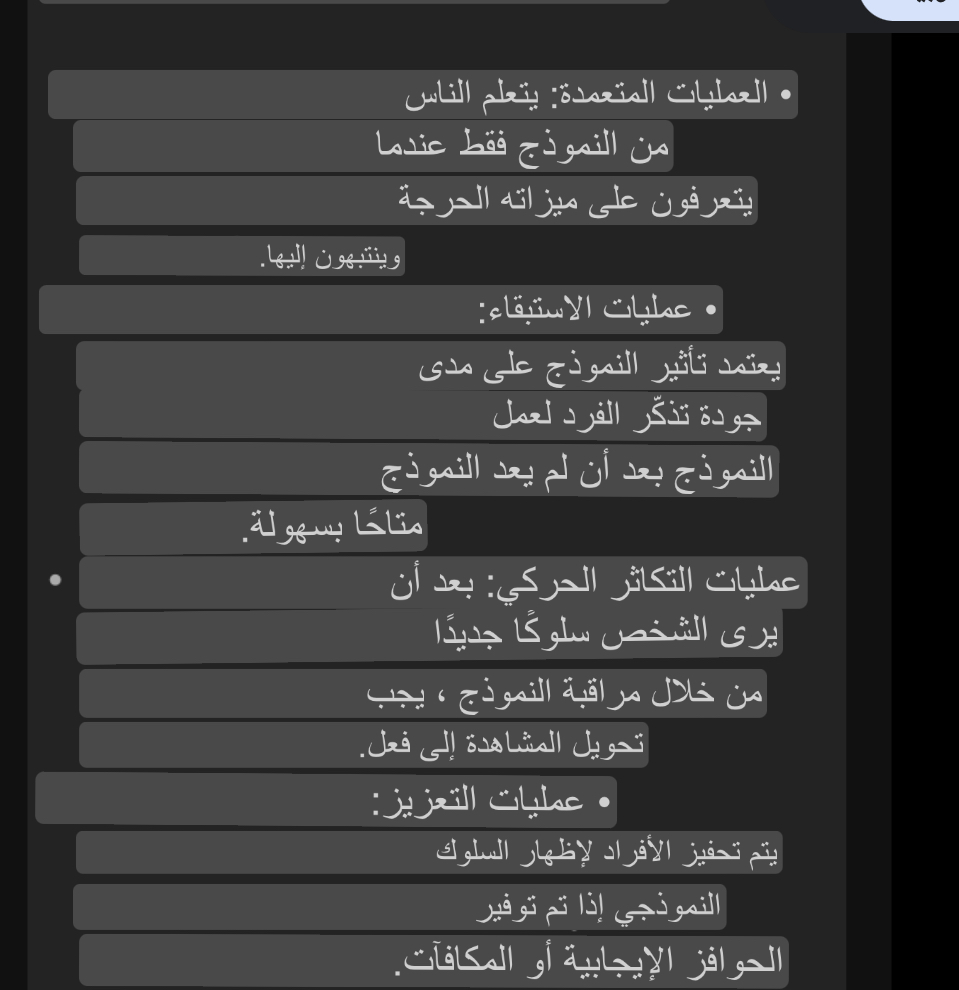 • العمليات المتعمدة: يتعلم الناس
من النموذج فقط عندما
يتعرفون على ميزاته الحرجة
وينتبهون إليها.
• عمليات الاستبقاء:
يعتمد تأثير النموذج على مدى
جودة تذكّر الفرد لعمل
النموذج بعد أن لم يعد النموذج
متاحًا بسهولة.
• عمليات التكاثر الحركي: بعد أن
يرى الشخص سلوكًا جديدًا
من خلال مراقبة النموذج ، يجب
تحويل المشاهدة إلى فعل.
• عمليات التعزيز:
يتم تحفيز الأفراد لإظهار السلوك
النموذجي إذا تم توفير
الحوافز الإيجابية أو المكافآت.